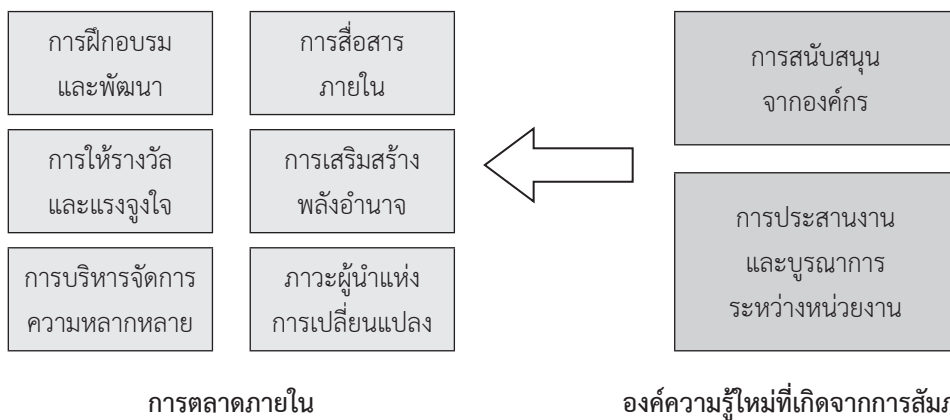 การฝึกอบรม
และพัฒนา
การสื่อสาร
ภายใน
การสนับสนุน
จากองค์กร
การให้รางวัล
และแรงจูงใจ
การเสริมสร้าง
พลังอำนาจ
การประสานงาน
และบูรณาการ
ระหว่างหน่วยงาน
การบริหารจัดการ
ความหลากหลาย
ภาวะผู้นำแห่ง
การเปลี่ยนแปลง
การตลาดภายใน
องค์ความรู้ใหม่ที่เกิดจากการ